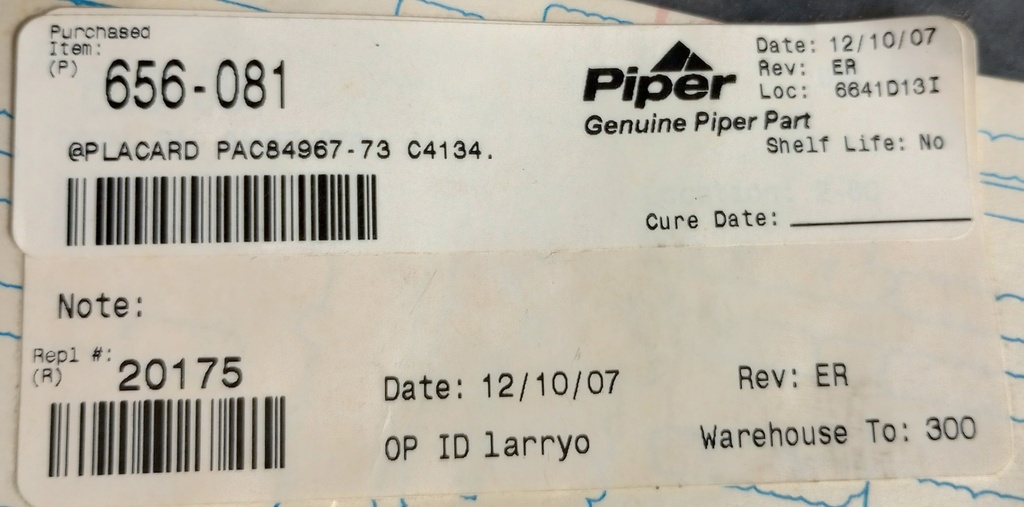 Purchased
Item:
(P) 656-081
@PLACARD PAC84967-73 C4134.
Piper
Genuine Piper Part
Date: 12/10/07
Rev: ER
Loc: 6641D13I
Shelf Life: No
Cure Date:
Note:
Repl #:
(R) 20175
Date: 12/10/07
Rev: ER
OP ID larryo
Warehouse To: 300